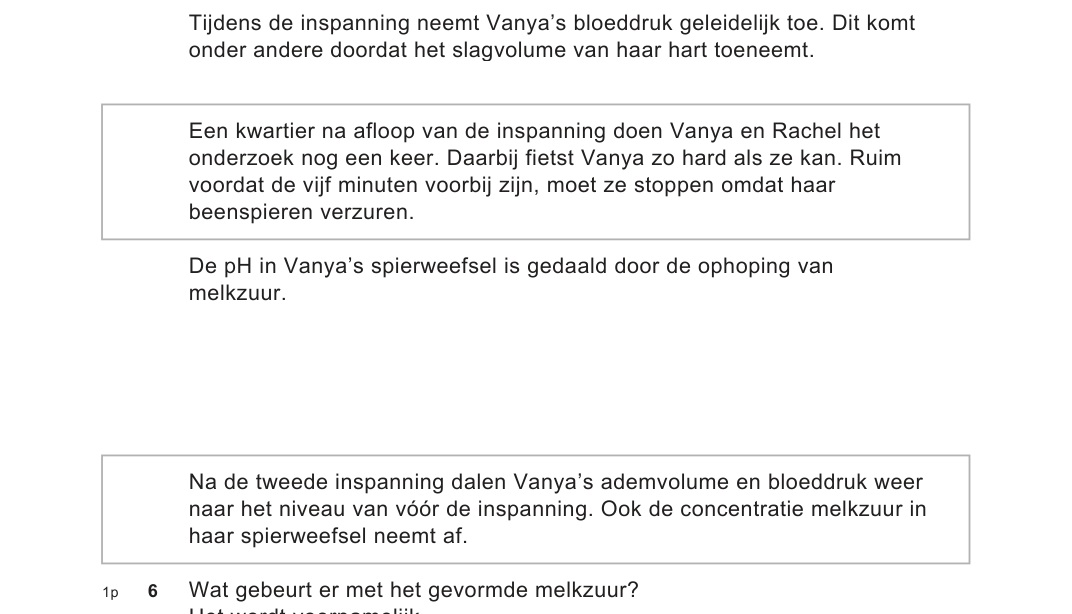 Tijdens de inspanning neemt Vanya’s bloeddruk geleidelijk toe. Dit komt
onder andere doordat het slagvolume van haar hart toeneemt.
Een kwartier na afloop van de inspanning doen Vanya en Rachel het
onderzoek nog een keer. Daarbij fietst Vanya zo hard als ze kan. Ruim
voordat de vijf minuten voorbij zijn, moet ze stoppen omdat haar
beenspieren verzuren.
De pH in Vanya’s spierweefsel is gedaald door de ophoping van
melkzuur.
Na de tweede inspanning dalen Vanya’s ademvolume en bloeddruk weer
naar het niveau van vóór de inspanning. Ook de concentratie melkzuur in
haar spierweefsel neemt af.
1p 6 Wat gebeurt er met het gevormde melkzuur?
Het wordt voornamelijk